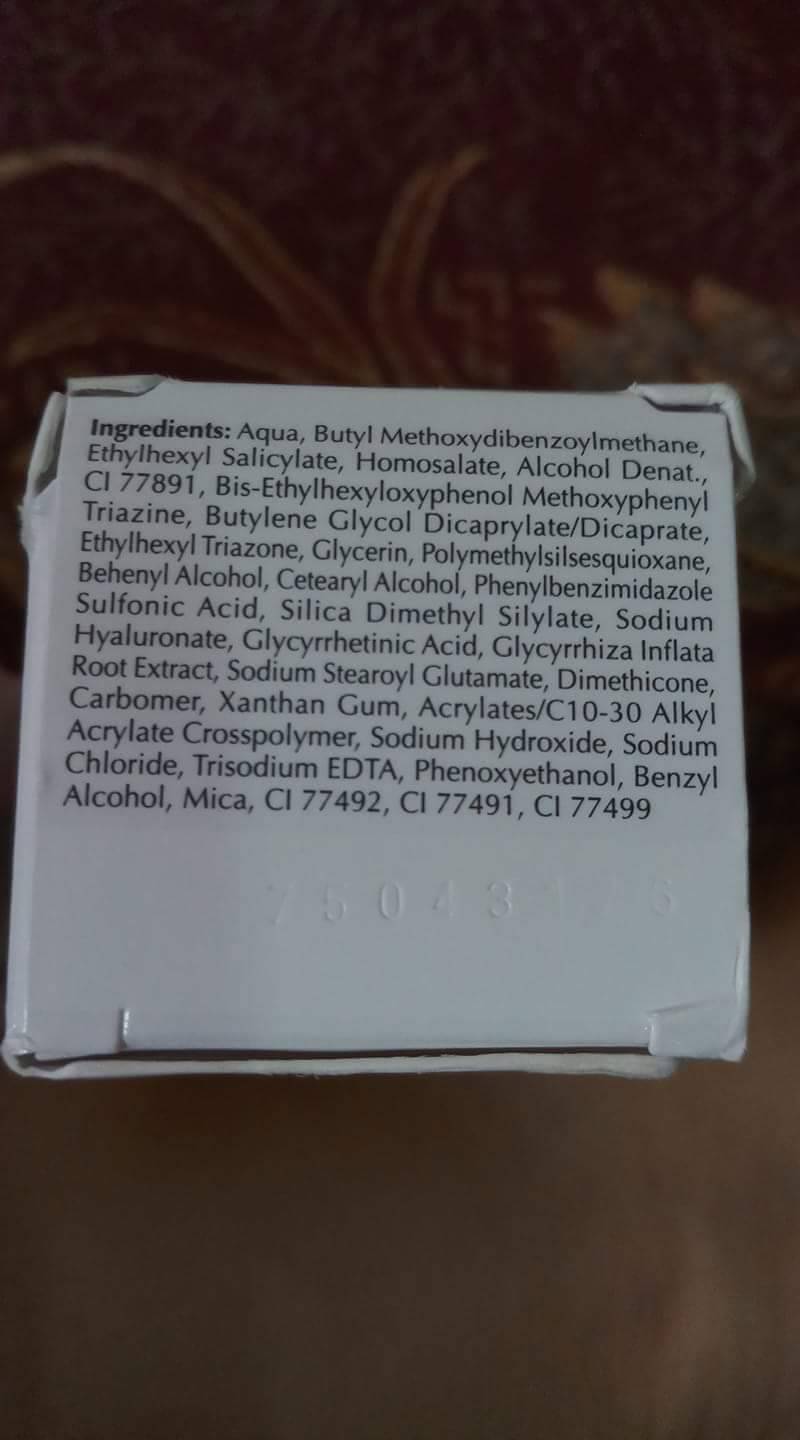 Ingredients: Aqua, Butyl Methoxydibenzoylmethane,
Ethylhexyl Salicylate, Homosalate, Alcohol Denat.,
CI 77891, Bis-Ethylhexyloxyphenol Methoxyphenyl
Triazine, Butylene Glycol Dicaprylate/Dicaprate,
Ethylhexyl Triazone, Glycerin, Polymethylsilsesquioxane,
Behenyl Alcohol, Cetearyl Alcohol, Phenylbenzimidazole
Sulfonic Acid, Silica Dimethyl Silylate, Sodium
Hyaluronate, Glycyrrhetinic Acid, Glycyrrhiza Inflata
Root Extract, Sodium Stearoyl Glutamate, Dimethicone,
Carbomer, Xanthan Gum, Acrylates/C10-30 Alkyl
Acrylate Crosspolymer, Sodium Hydroxide, Sodium
Chloride, Trisodium EDTA, Phenoxyethanol, Benzyl
Alcohol, Mica, CI 77492, CI 77491, CI 77499